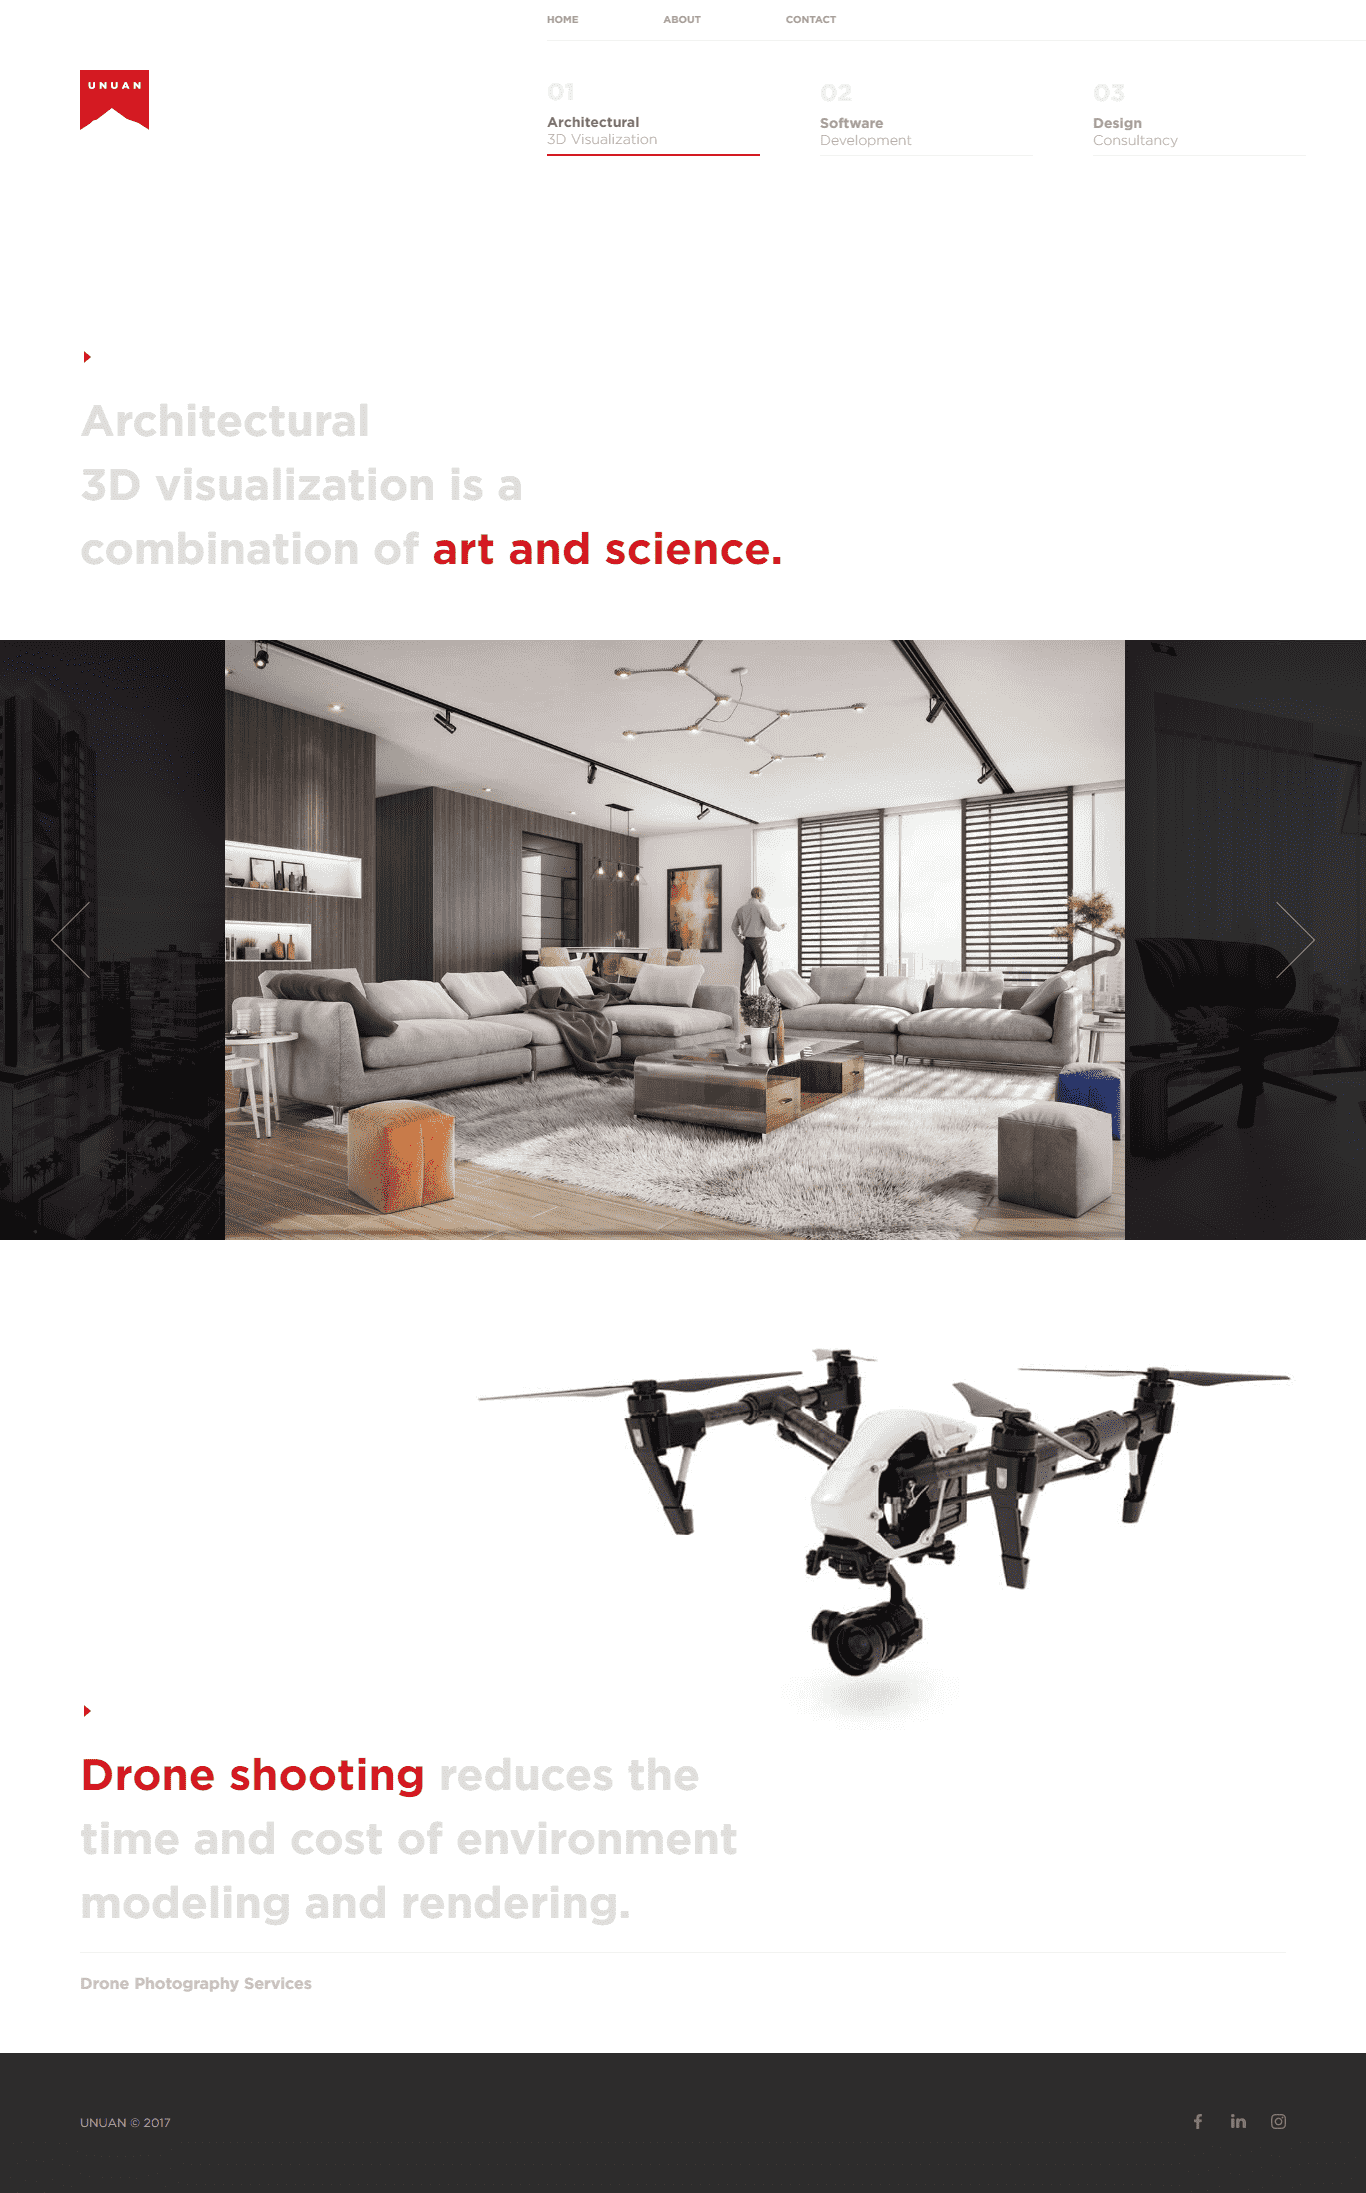 HOME ABOUT CONTACT
UNUAN
01 02 03
Architectural Software Design
3D Visualization Development Consultancy
Architectural
3D visualization is a
combination of art and science.
Drone shooting reduces the
time and cost of environment
modeling and rendering.
Drone Photography Services
UNUAN © 2017